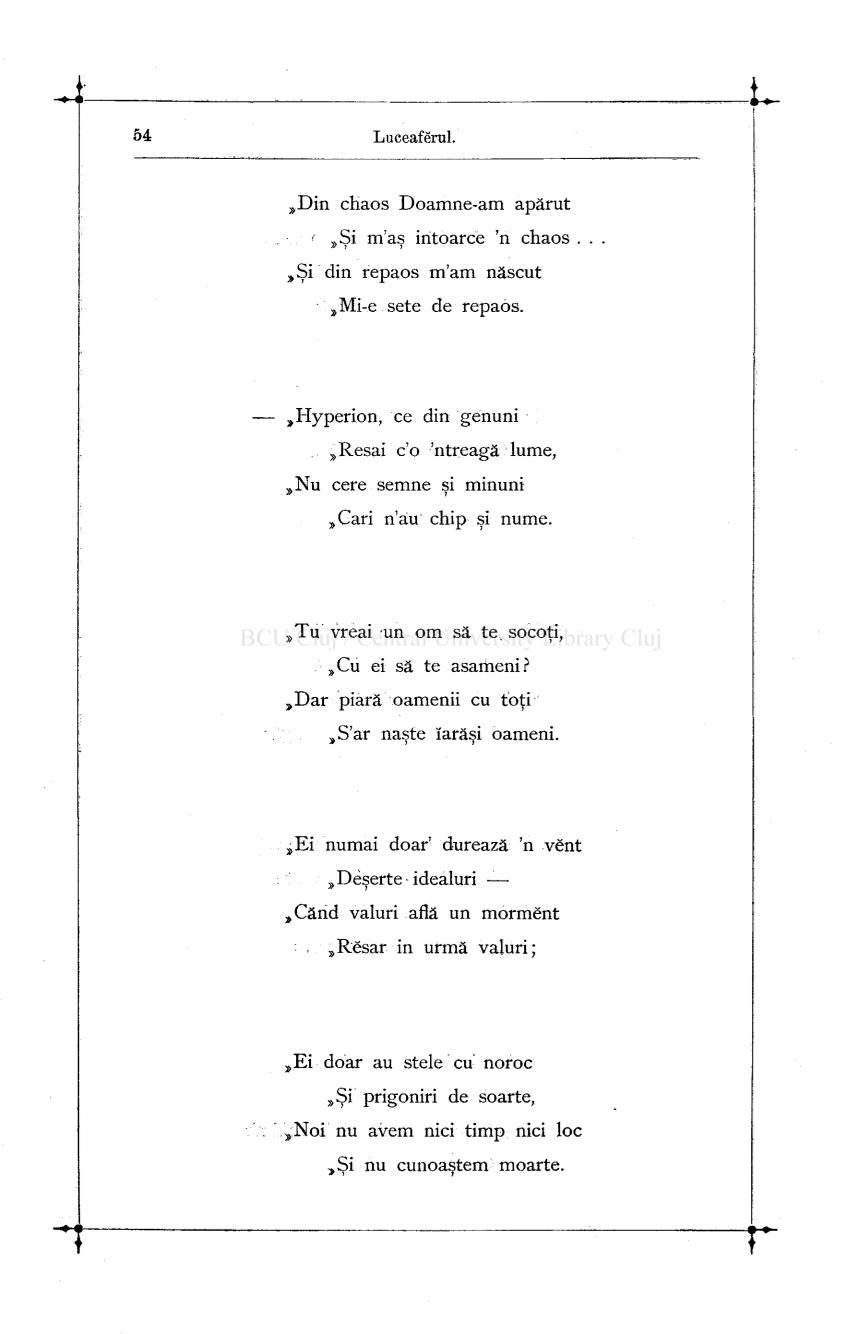 54
Luceafĕrul.
„Din chaos Doamne-am apărut
„Și m'aș intoarce 'n chaos . . .
„Și din repaos m'am născut
„Mi-e sete de repaos.
— „Hyperion, ce din genuni
„Resai c'o 'ntreagă lume,
„Nu cere semne și minuni
„Cari n'au chip și nume.
„Tu vreai un om să te socoți,
„Cu ei să te asameni?
„Dar piară oamenii cu toți
„S'ar naște ĭarăși oameni.
BCU Cluj / Central University Library Cluj
„Ei numai doar' durează 'n vĕnt
„Deșerte idealuri —
„Cănd valuri află un mormĕnt
„Rĕsar in urmă valuri;
„Ei doar au stele cu noroc
„Și prigoniri de soarte,
„Noi nu avem nici timp nici loc
„Și nu cunoaștem moarte.